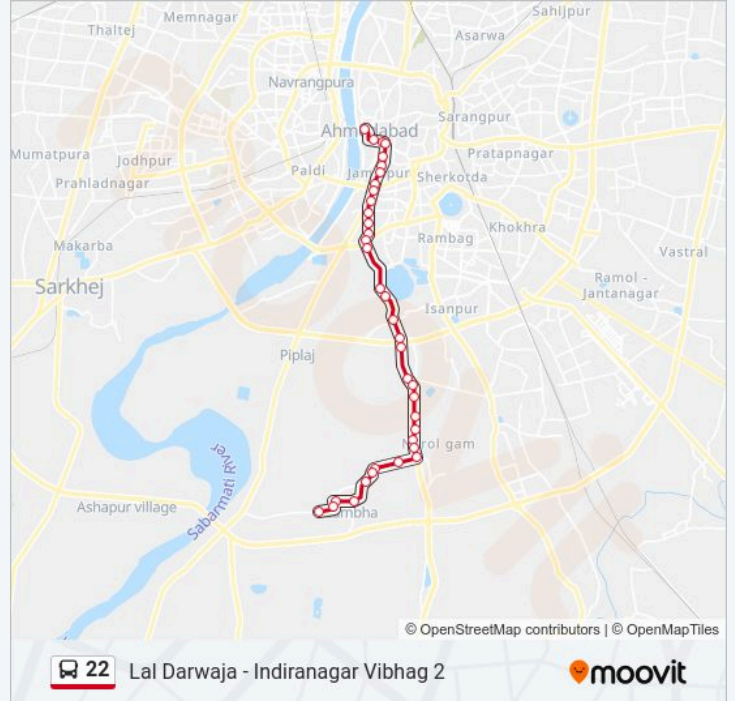 Sahijpur
Memnagar
Thaltej
Asarwa
Navrangpura
Sarangpur
Ahmedabad
Mumatpura
Jodhpur
Pratapnagar
Paldi
Sherkotda
Prahladnagar
Khokhra
Rambag
Makarba
Vastral
Sarkhej
Ramol -
Jantanagar
Isanpur
Piplaj
Narol gam
Sabarmati River
Ashapur village
© OpenStreetMap contributors | © OpenMapTiles
22 Lal Darwaja - Indiranagar Vibhag 2
moovit